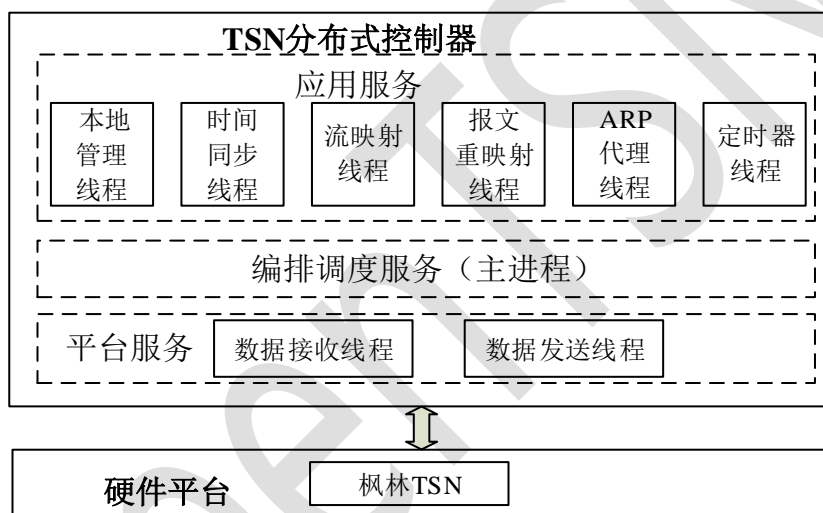 TSN分布式控制器
应用服务
本地
管理
线程
时间
同步
线程
流映射
线程
报文
重映射
线程
ARP
代理
线程
定时器
线程
编排调度服务（主进程）
平台服务
数据接收线程
数据发送线程
硬件平台
枫林TSN